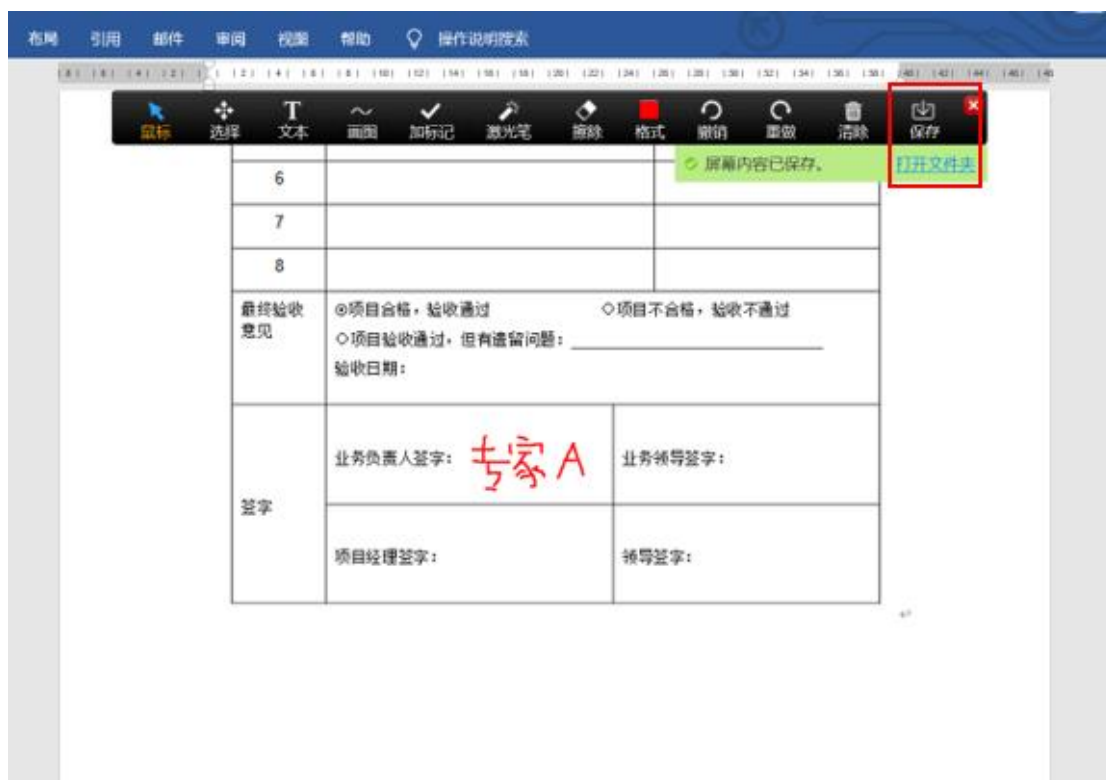 布局 引用 邮件 审阅 视图 帮助 操作说明搜索
鼠标 选择 文本 画图 加标记 激光笔 擦除 格式 撤销 重做 清除 保存
屏幕内容已保存。 打开文件夹
6
7
8
最终验收意见
⊙项目合格，验收通过 ◇项目不合格，验收不通过
◇项目验收通过，但有遗留问题：
验收日期：
签字
业务负责人签字： 专家 A 业务领导签字：
项目经理签字： 领导签字：